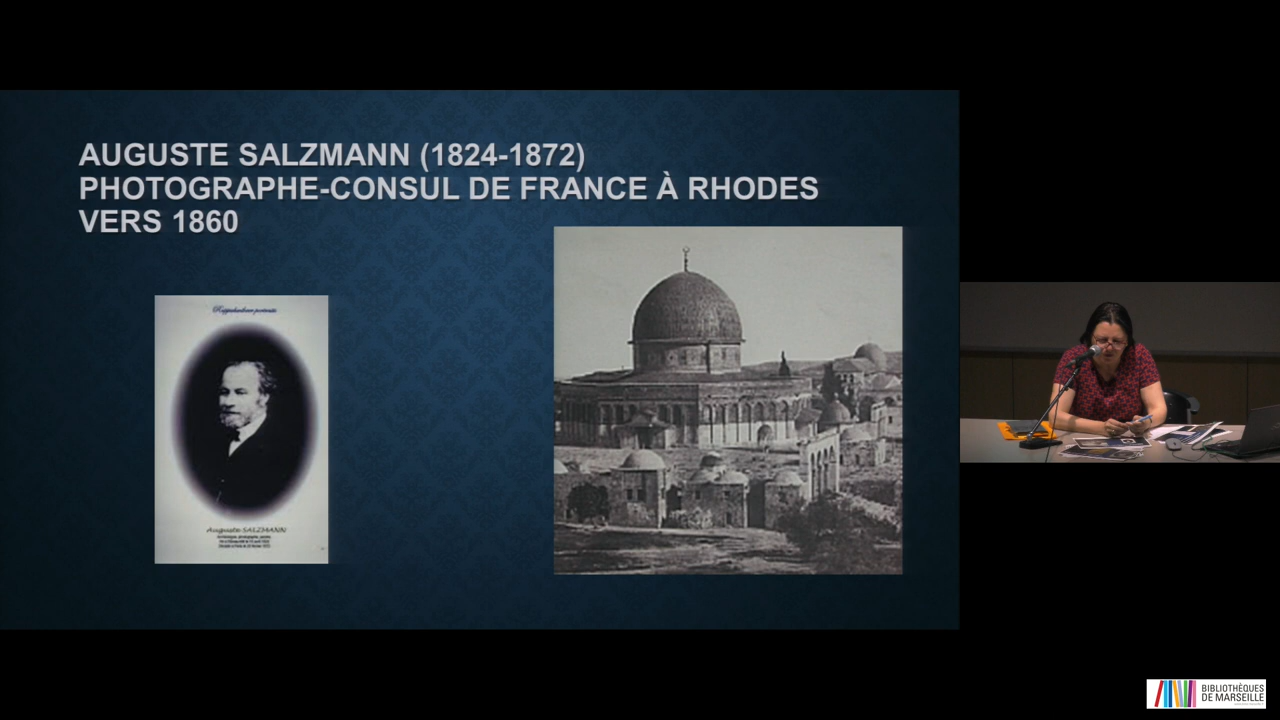 AUGUSTE SALZMANN (1824-1872)
PHOTOGRAPHE-CONSUL DE FRANCE À RHODES
VERS 1860
Auguste SALZMANN
BIBLIOTHÈQUES
DE MARSEILLE